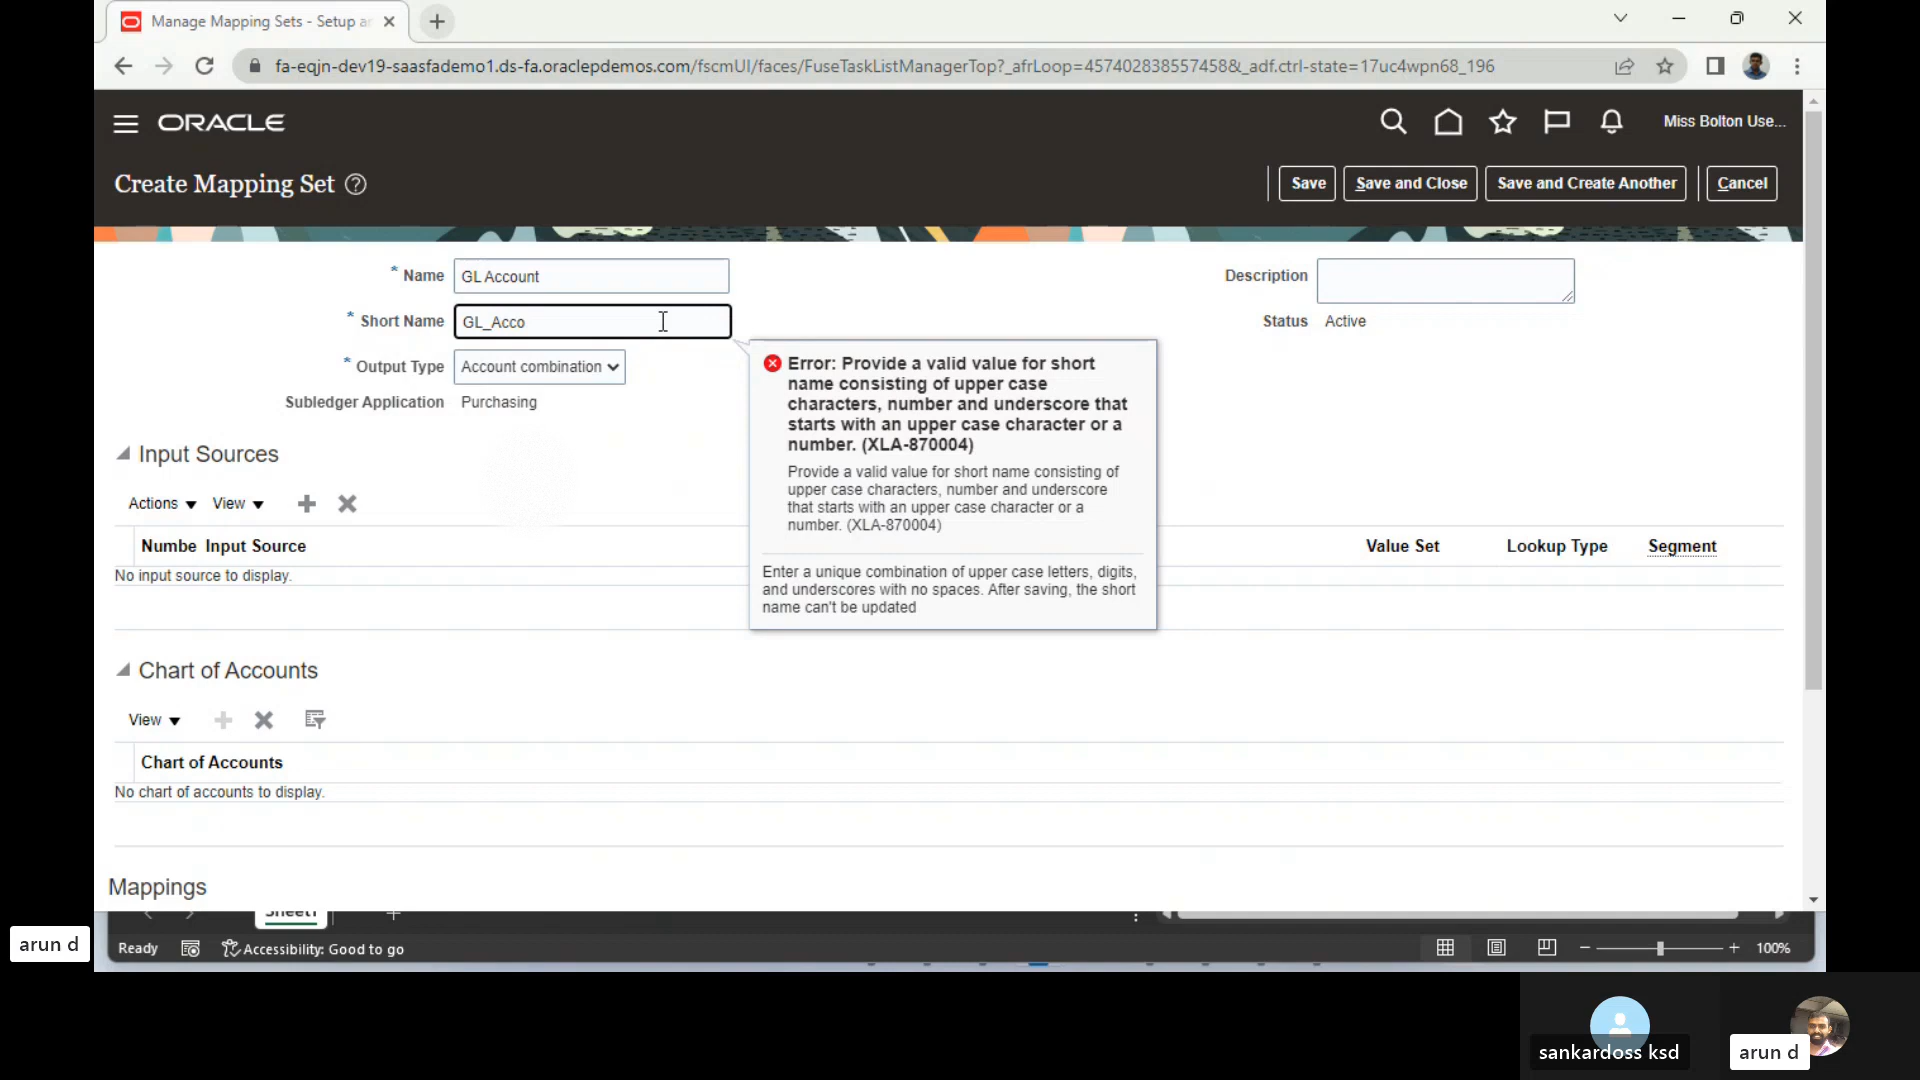 Manage Mapping Sets - Setup a
fa-eqjn-dev19-saasfademo1.ds-fa.oraclepdemos.com/fscmUI/faces/FuseTaskListManagerTop?_afrLoop=4574028385574588&_adf.ctrl-state=17uc4wpn68_196
ORACLE
Miss Bolton Use...
Create Mapping Set ?
Save
Save and Close
Save and Create Another
Cancel
* Name GL Account
Description
* Short Name GL_Acco
Status Active
* Output Type Account combination
Subledger Application Purchasing
Error: Provide a valid value for short
name consisting of upper case
characters, number and underscore that
starts with an upper case character or a
number. (XLA-870004)
Provide a valid value for short name consisting of
upper case characters, number and underscore
that starts with an upper case character or a
number. (XLA-870004)
Enter a unique combination of upper case letters, digits,
and underscores with no spaces. After saving, the short
name can't be updated
Input Sources
Actions View
Numbe Input Source Value Set Lookup Type Segment
No input source to display.
Chart of Accounts
View
Chart of Accounts
No chart of accounts to display.
Mappings
Sheet1
Ready Accessibility: Good to go 100%
arun d
sankardoss ksd
arun d